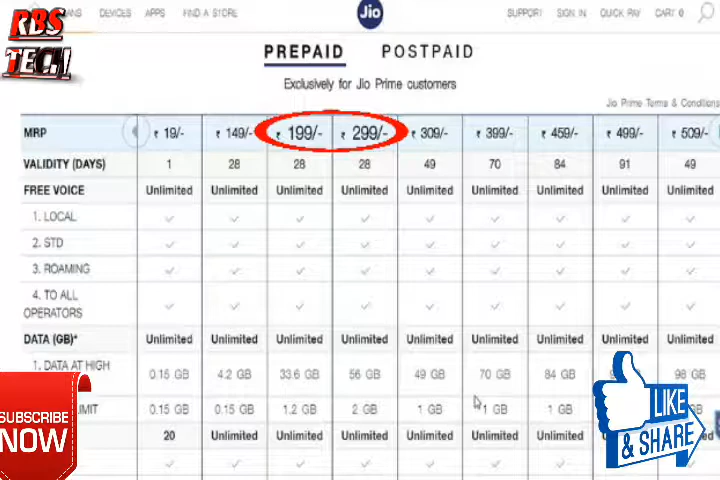 RBS
TECH
DEVICES APPS FIND A STORE Jio SUPPORT SIGN IN QUICK PAY CART 0
PREPAID POSTPAID
Exclusively for Jio Prime customers
Jio Prime Terms & Conditions
MRP ₹ 19/- ₹ 149/- ₹ 199/- ₹ 299/- ₹ 309/- ₹ 399/- ₹ 459/- ₹ 499/- ₹ 509/-
VALIDITY (DAYS) 1 28 28 28 49 70 84 91 49
FREE VOICE Unlimited Unlimited Unlimited Unlimited Unlimited Unlimited Unlimited Unlimited Unlimited
1. LOCAL
2. STD
3. ROAMING
4. TO ALL
OPERATORS
DATA (GB)* Unlimited Unlimited Unlimited Unlimited Unlimited Unlimited Unlimited Unlimited Unlimited
1. DATA AT HIGH 0.15 GB 4.2 GB 33.6 GB 56 GB 49 GB 70 GB 84 GB 98 GB
0.15 GB 0.15 GB 1.2 GB 2 GB 1 GB 1 GB 1 GB
20 Unlimited Unlimited Unlimited Unlimited Unlimited Unlimited
SUBSCRIBE
NOW
LIKE
& SHARE